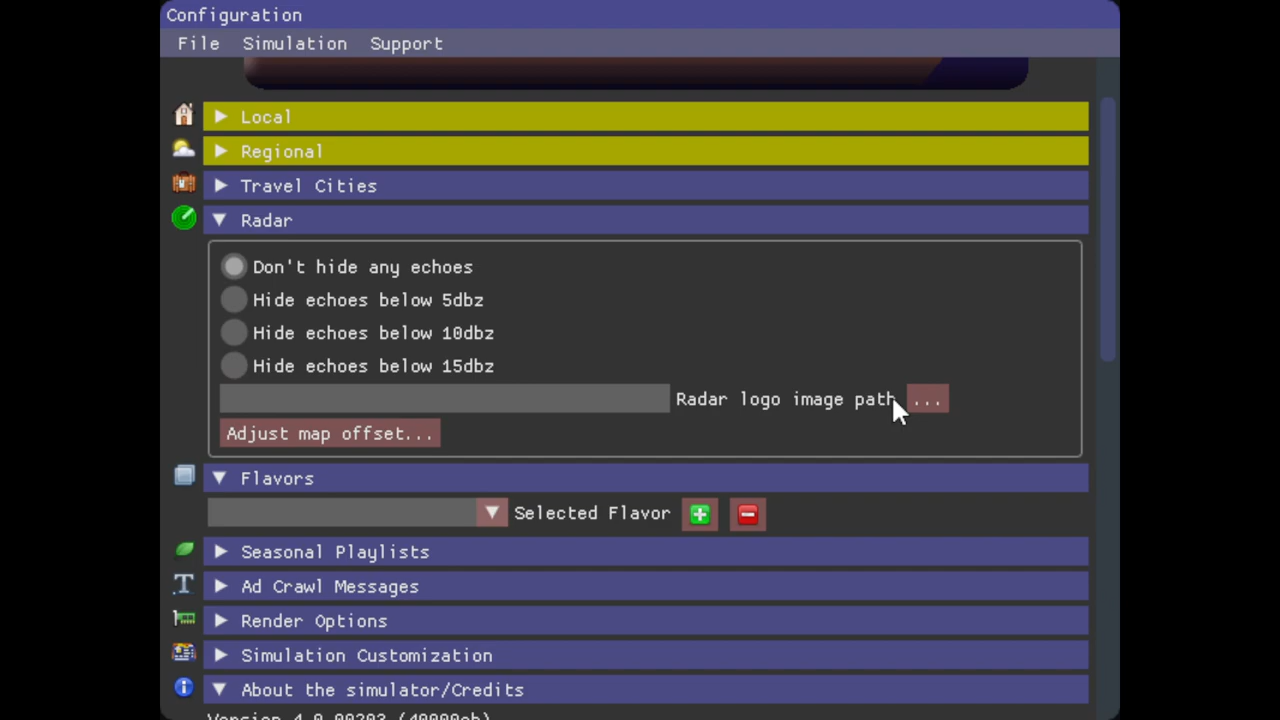 Configuration
File Simulation Support
Local
Regional
Travel Cities
Radar
Don't hide any echoes
Hide echoes below 5dbz
Hide echoes below 10dbz
Hide echoes below 15dbz
Radar logo image path ...
Adjust map offset...
Flavors
Selected Flavor
Seasonal Playlists
Ad Crawl Messages
Render Options
Simulation Customization
About the simulator/Credits